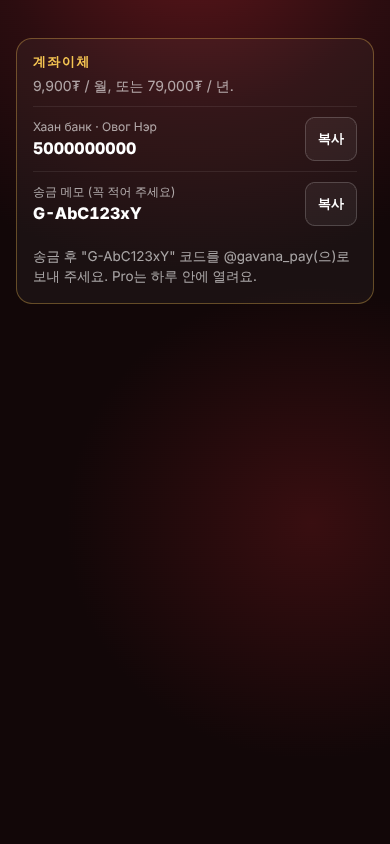 계좌이체
9,900₮ / 월, 또는 79,000₮ / 년.
Хаан банк · Овог Нэр
5000000000
복사
송금 메모 (꼭 적어 주세요)
G-AbC123xY
복사
송금 후 "G-AbC123xY" 코드를 @gavana_pay(으)로
보내 주세요. Pro는 하루 안에 열려요.